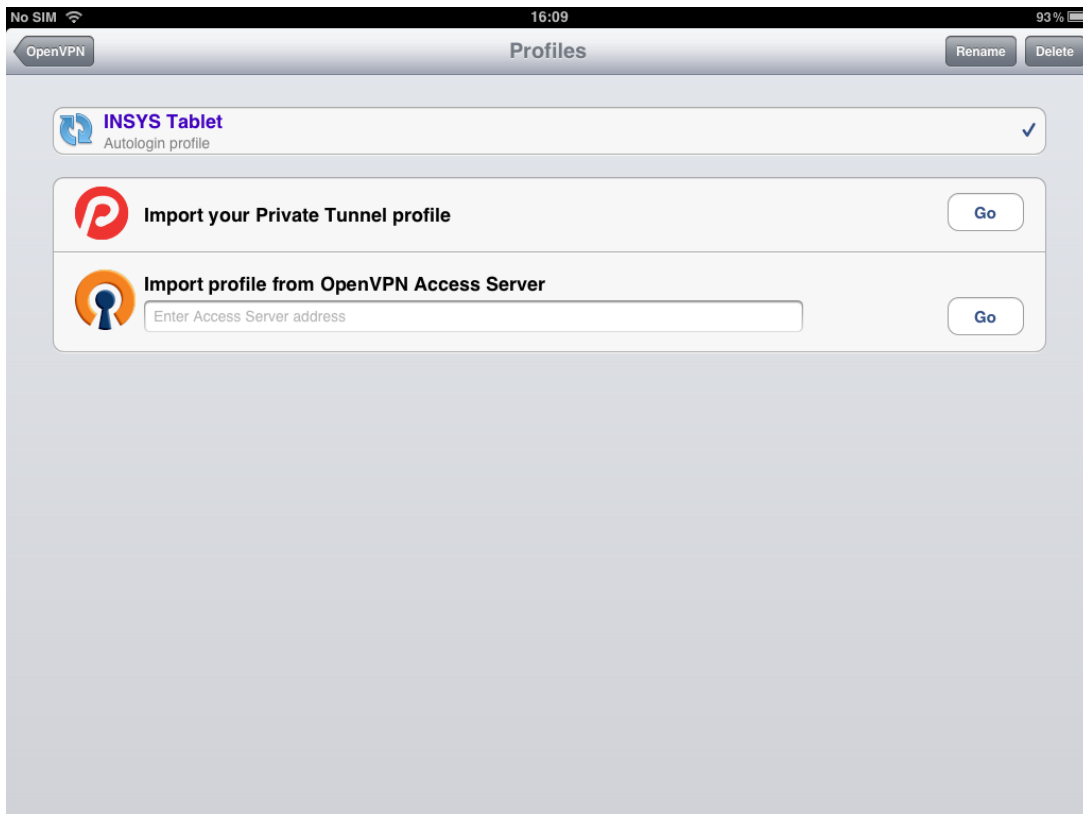 No SIM 16:09 93%
OpenVPN Profiles Rename Delete
INSYS Tablet
Autologin profile
Import your Private Tunnel profile Go
Import profile from OpenVPN Access Server
Enter Access Server address Go